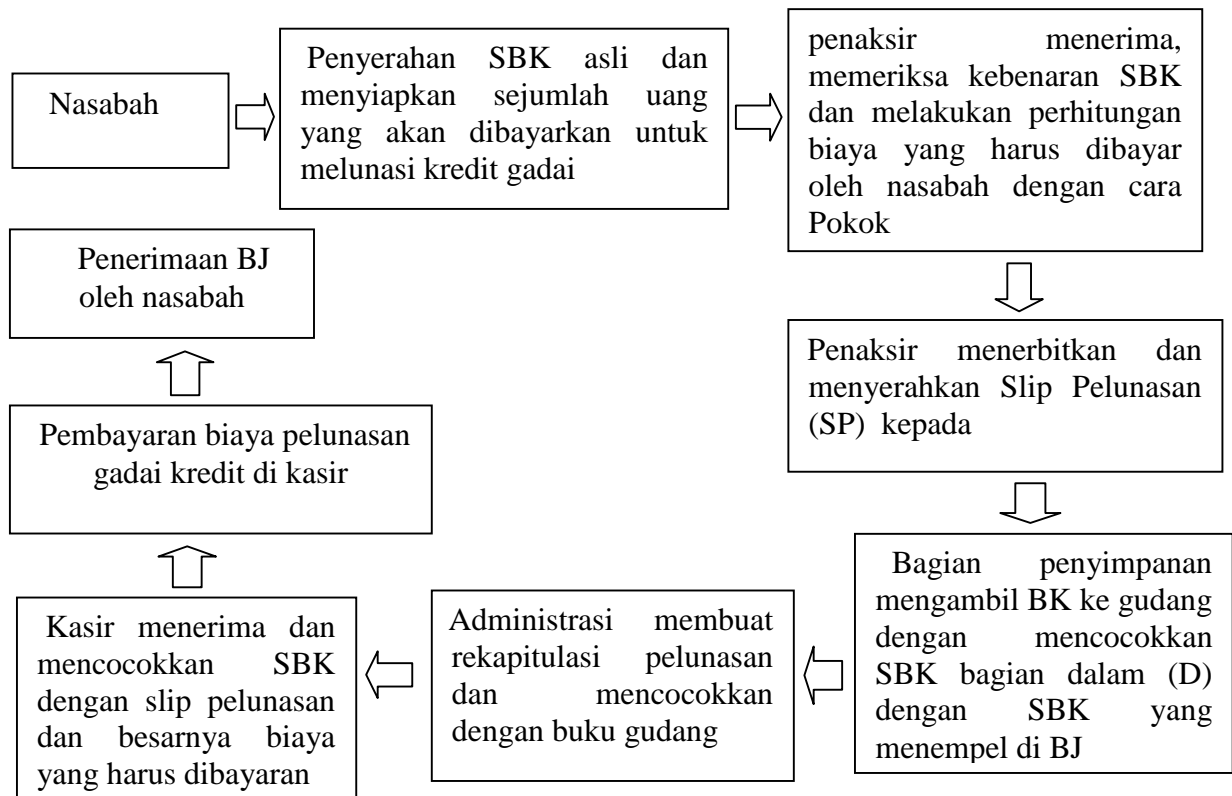 Nasabah
Penyerahan SBK asli dan
menyiapkan sejumlah uang
yang akan dibayarkan untuk
melunasi kredit gadai
penaksir menerima,
memeriksa kebenaran SBK
dan melakukan perhitungan
biaya yang harus dibayar
oleh nasabah dengan cara
Pokok
Penaksir menerbitkan dan
menyerahkan Slip Pelunasan
(SP) kepada
Bagian penyimpanan
mengambil BK ke gudang
dengan mencocokkan
SBK bagian dalam (D)
dengan SBK yang
menempel di BJ
Administrasi membuat
rekapitulasi pelunasan
dan mencocokkan
dengan buku gudang
Kasir menerima dan
mencocokkan SBK
dengan slip pelunasan
dan besarnya biaya
yang harus dibayaran
Pembayaran biaya pelunasan
gadai kredit di kasir
Penerimaan BJ
oleh nasabah